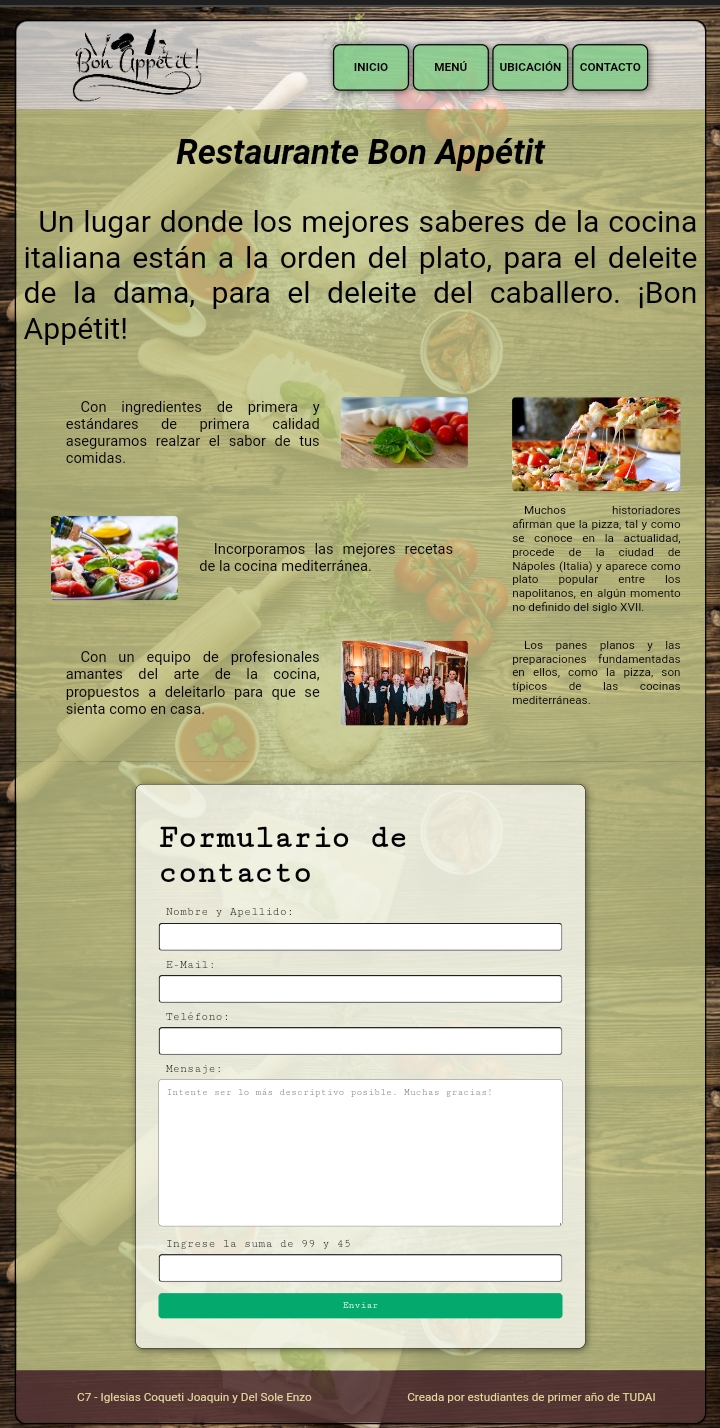 Bon Appétit!
INICIO
MENÚ
UBICACIÓN
CONTACTO
Restaurante Bon Appétit
Un lugar donde los mejores saberes de la cocina
italiana están a la orden del plato, para el deleite
de la dama, para el deleite del caballero. ¡Bon
Appétit!
Con ingredientes de primera y
estándares de primera calidad
aseguramos realzar el sabor de tus
comidas.
Incorporamos las mejores recetas
de la cocina mediterránea.
Con un equipo de profesionales
amantes del arte de la cocina,
propuestos a deleitarlo para que se
sienta como en casa.
Muchos historiadores
afirman que la pizza, tal y como
se conoce en la actualidad,
procede de la ciudad de
Nápoles (Italia) y aparece como
plato popular entre los
napolitanos, en algún momento
no definido del siglo XVII.
Los panes planos y las
preparaciones fundamentadas
en ellos, como la pizza, son
típicos de las cocinas
mediterráneas.
Formulario de
contacto
Nombre y Apellido:
E-Mail:
Teléfono:
Mensaje:
Intente ser lo más descriptivo posible. Muchas gracias!
Ingrese la suma de 99 y 45
Enviar
C7 - Iglesias Coqueti Joaquin y Del Sole Enzo
Creada por estudiantes de primer año de TUDAI